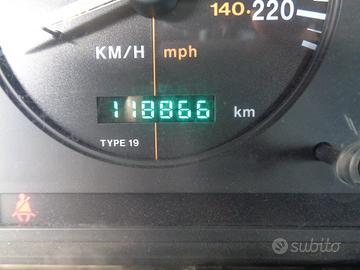 140 220
KM/H mph
118866 km
TYPE 19
subito